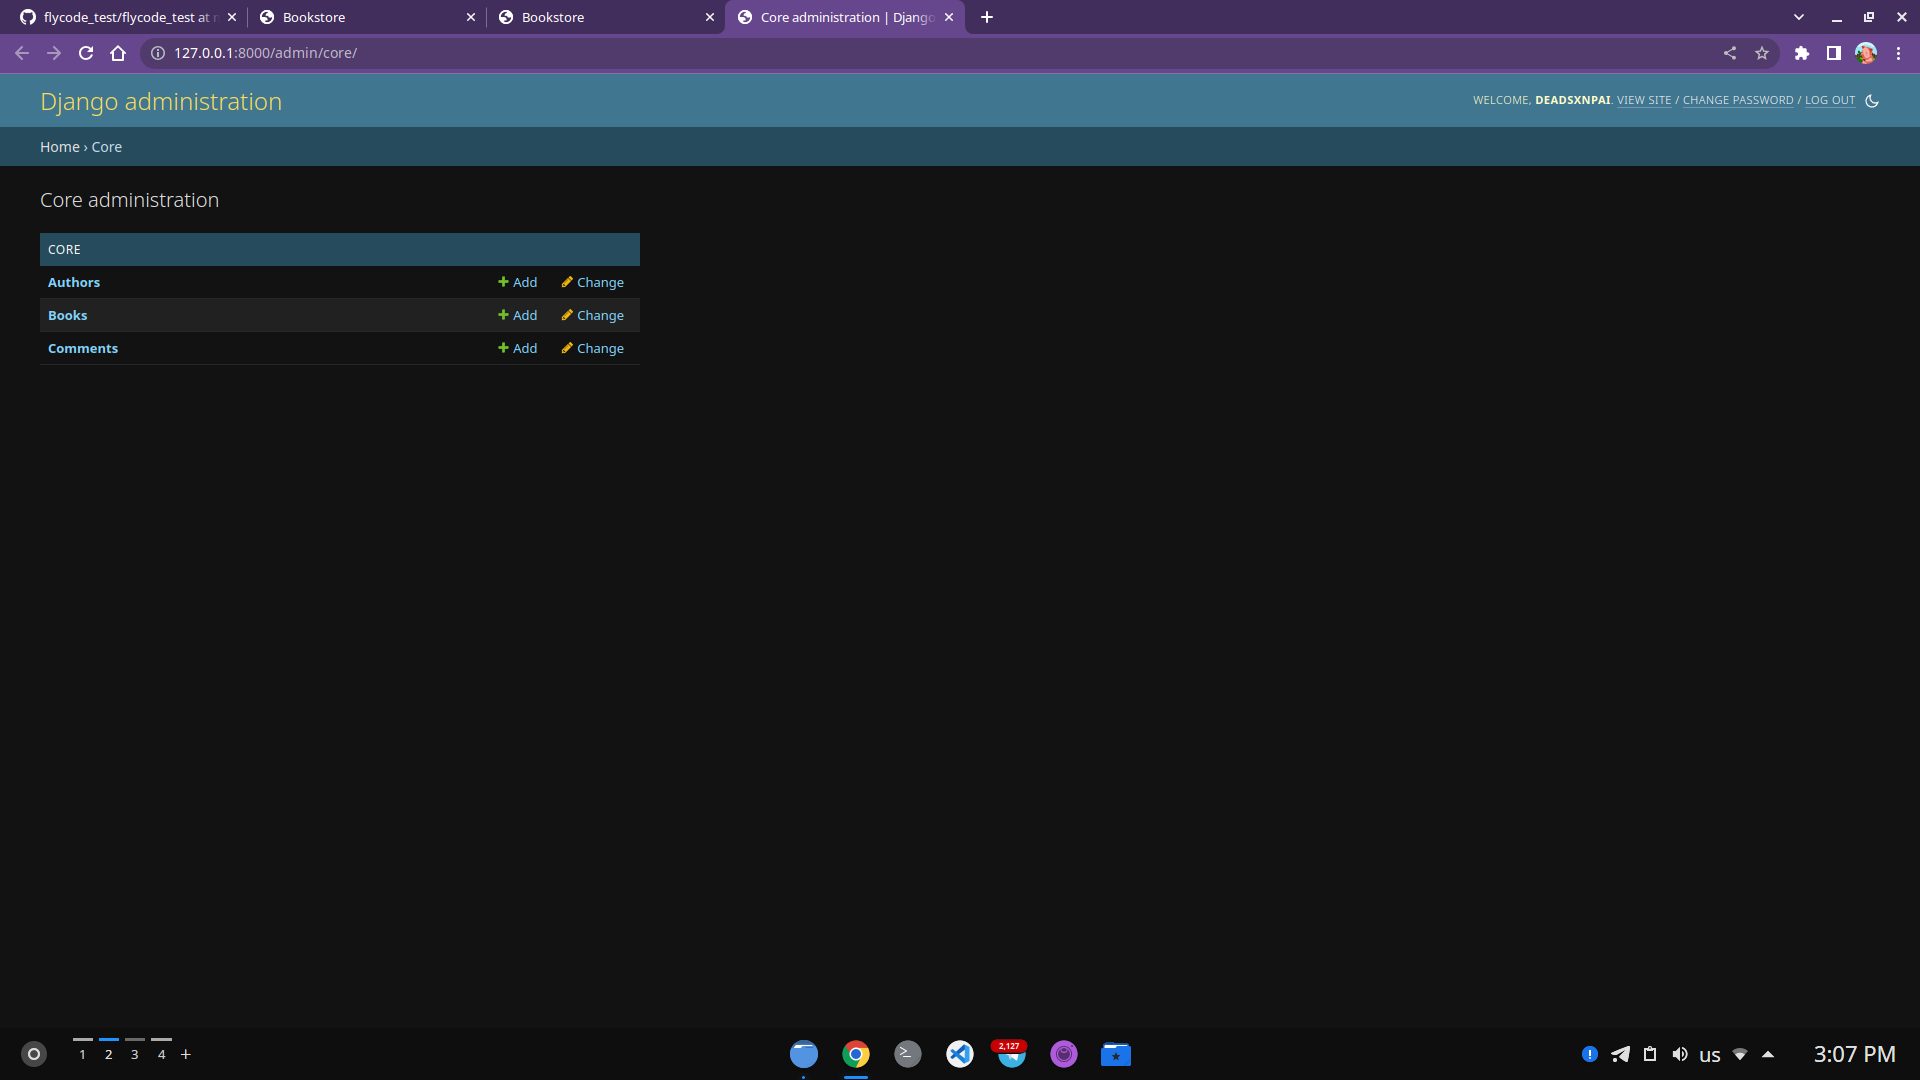 flycode_test/flycode_test at
Bookstore
Bookstore
Core administration | Django
127.0.0.1:8000/admin/core/
Django administration
WELCOME, DEADSXNPAI. VIEW SITE / CHANGE PASSWORD / LOG OUT
Home › Core
Core administration
CORE
Authors Add Change
Books Add Change
Comments Add Change
1 2 3 4 +
2,127
us
3:07 PM